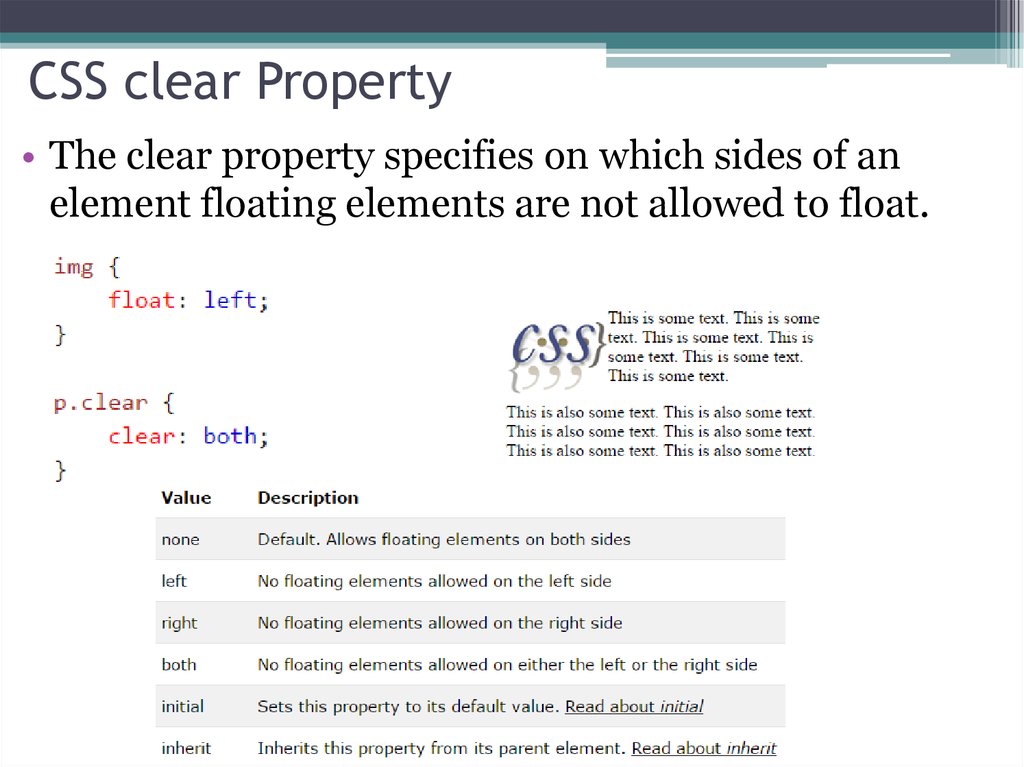 CSS clear Property
• The clear property specifies on which sides of an
element floating elements are not allowed to float.
img {
    float: left;
}
p.clear {
    clear: both;
}
{CSS}
;;;
This is some text. This is some
text. This is some text. This is
some text. This is some text.
This is some text.
This is also some text. This is also some text.
This is also some text. This is also some text.
This is also some text. This is also some text.
Value Description
none Default. Allows floating elements on both sides
left No floating elements allowed on the left side
right No floating elements allowed on the right side
both No floating elements allowed on either the left or the right side
initial Sets this property to its default value. Read about initial
inherit Inherits this property from its parent element. Read about inherit